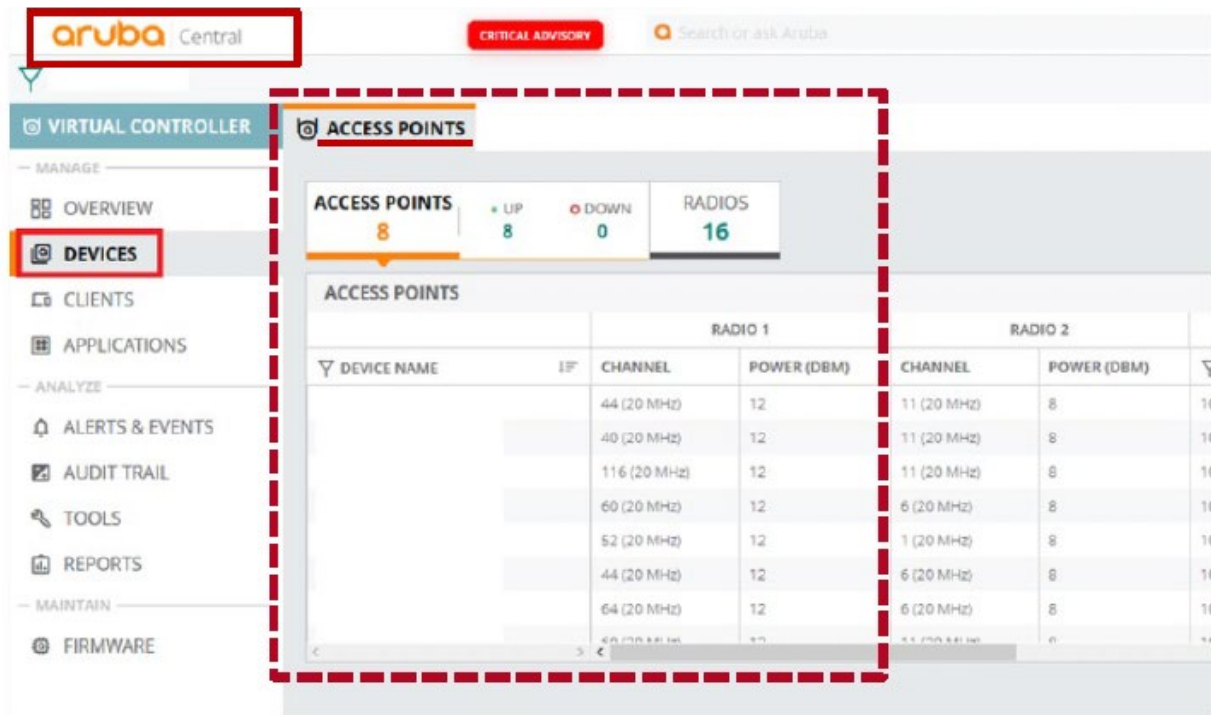 aruba Central
CRITICAL ADVISORY
Search or ask Aruba
VIRTUAL CONTROLLER
ACCESS POINTS
MANAGE
OVERVIEW
DEVICES
CLIENTS
APPLICATIONS
ANALYZE
ALERTS & EVENTS
AUDIT TRAIL
TOOLS
REPORTS
MAINTAIN
FIRMWARE
ACCESS POINTS UP DOWN RADIOS
8 8 0 16
ACCESS POINTS
RADIO 1 RADIO 2
DEVICE NAME CHANNEL POWER (DBM) CHANNEL POWER (DBM)
44 (20 MHz) 12 11 (20 MHz) 8
40 (20 MHz) 12 11 (20 MHz) 8
116 (20 MHz) 12 11 (20 MHz) 8
60 (20 MHz) 12 6 (20 MHz) 8
52 (20 MHz) 12 1 (20 MHz) 8
44 (20 MHz) 12 6 (20 MHz) 8
64 (20 MHz) 12 6 (20 MHz) 8